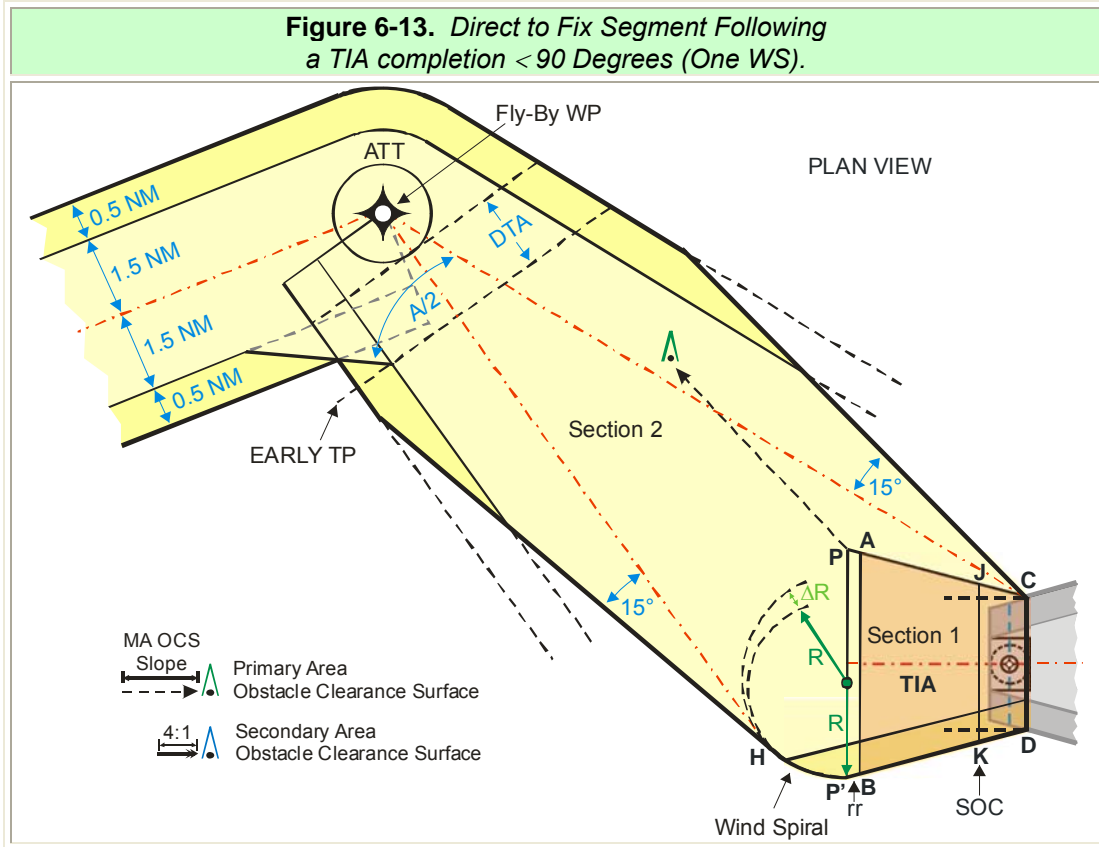 Figure 6-13. Direct to Fix Segment Following
a TIA completion < 90 Degrees (One WS).
Fly-By WP
ATT
PLAN VIEW
0.5 NM
1.5 NM
DTA
A/2
1.5 NM
0.5 NM
Section 2
EARLY TP
15°
15°
P
A
J
C
ΔR
R
Section 1
TIA
R
MA OCS
Slope
Primary Area
Obstacle Clearance Surface
4:1
Secondary Area
Obstacle Clearance Surface
H
D
K
P'
B
rr
SOC
Wind Spiral